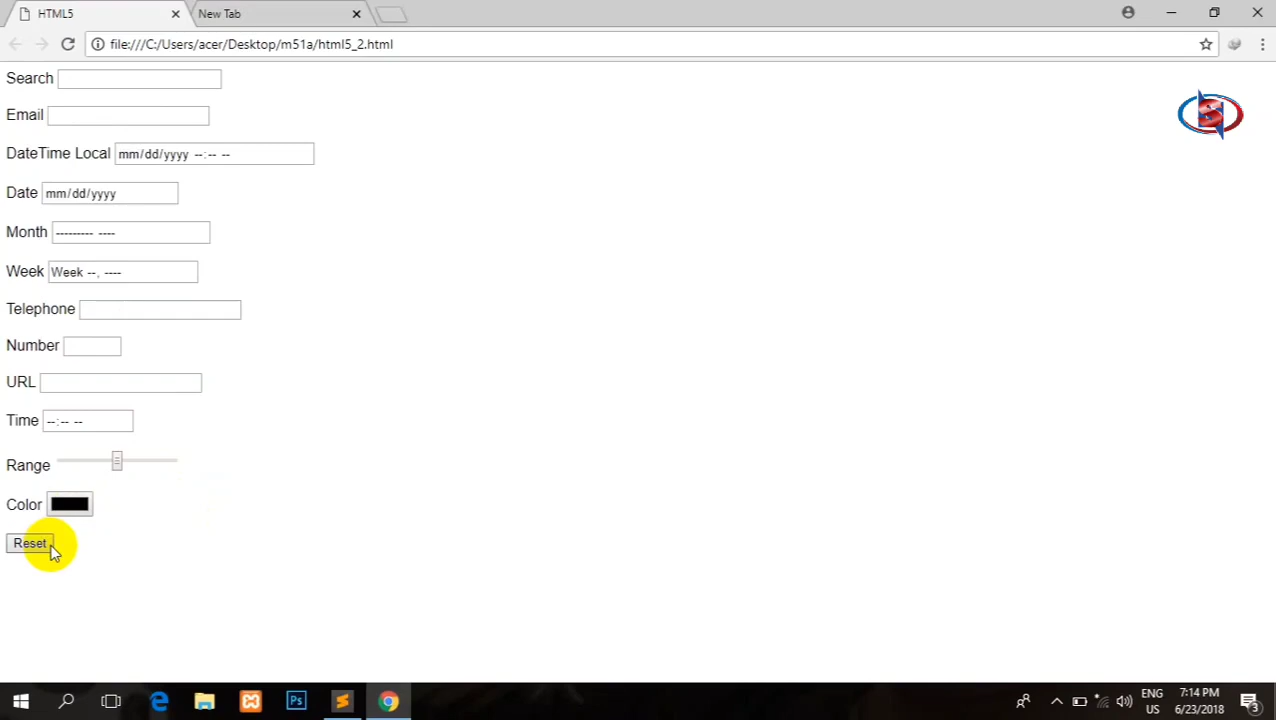 HTML5
New Tab
file:///C:/Users/acer/Desktop/m51a/html5_2.html
Search
Email
DateTime Local mm/dd/yyyy --:-- --
Date mm/dd/yyyy
Month --------- ----
Week Week --, ----
Telephone
Number
URL
Time --:-- --
Range
Color
Reset
Ps
ENG 7:14 PM
US 6/23/2018
3